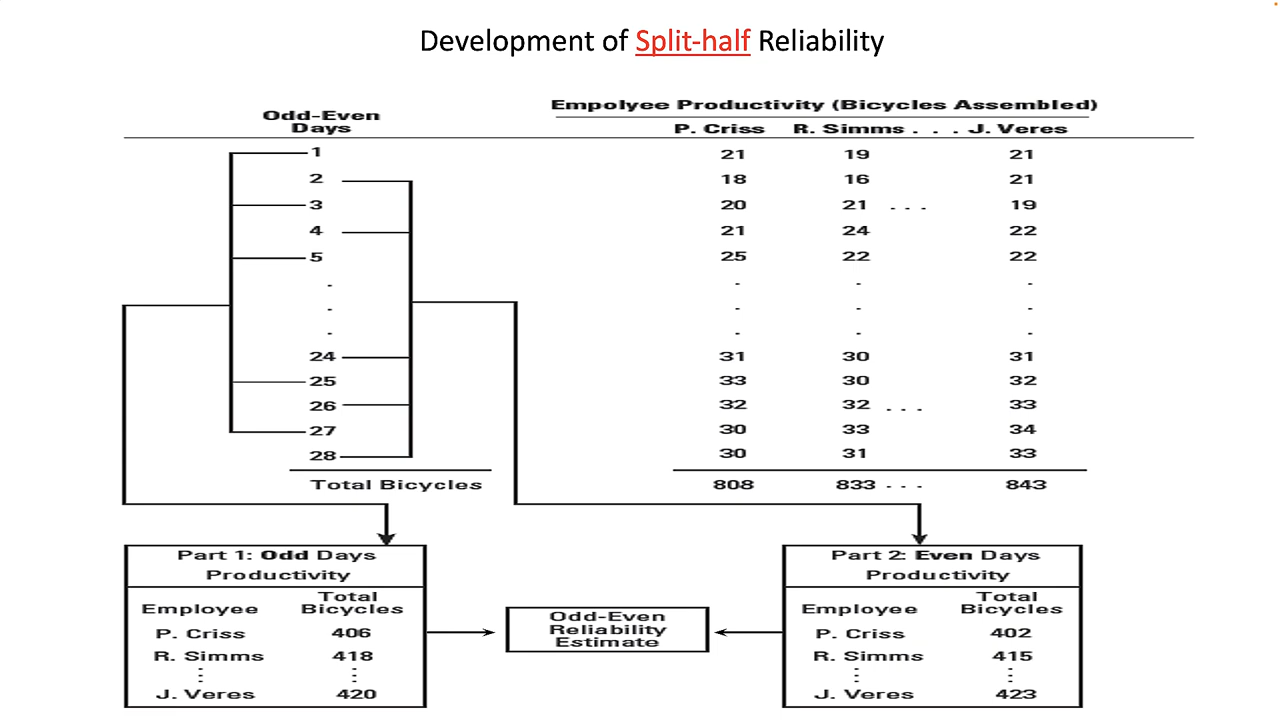 Development of Split-half Reliability
Odd-Even
Days
Empolyee Productivity (Bicycles Assembled)
P. Criss R. Simms . . . J. Veres
1 21 19 21
2 18 16 21
3 20 21 . . . 19
4 21 24 22
5 25 22 22
. . . .
. . . .
. . . .
24 31 30 31
25 33 30 32
26 32 32 . . . 33
27 30 33 34
28 30 31 33
Total Bicycles 808 833 . . . 843
Part 1: Odd Days
Productivity
Employee Total Bicycles
P. Criss 406
R. Simms 418
⋮ ⋮
J. Veres 420
Odd-Even
Reliability
Estimate
Part 2: Even Days
Productivity
Employee Total Bicycles
P. Criss 402
R. Simms 415
⋮ ⋮
J. Veres 423